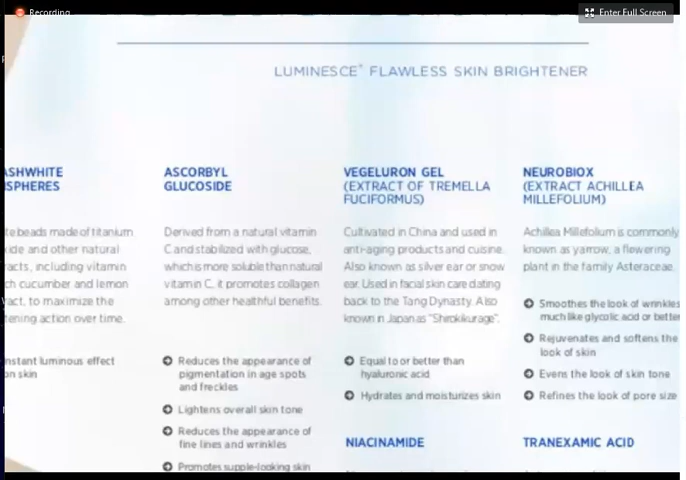 Recording
Enter Full Screen
LUMINESCE™ FLAWLESS SKIN BRIGHTENER
ASHWHITE
ISPHERES
te beads made of titanium
ide and other natural
racts, including vitamin
ch cucumber and lemon
act, to maximize the
tening action over time.
nstant luminous effect
on skin
ASCORBYL
GLUCOSIDE
Derived from a natural vitamin
C and stabilized with glucose,
which is more soluble than natural
vitamin C, it promotes collagen
among other healthful benefits.
Reduces the appearance of
pigmentation in age spots
and freckles
Lightens overall skin tone
Reduces the appearance of
fine lines and wrinkles
Promotes supple-looking skin
VEGELURON GEL
(EXTRACT OF TREMELLA
FUCIFORMIS)
Cultivated in China and used in
anti-aging products and cuisine.
Also known as silver ear or snow
ear. Used in facial skin care dating
back to the Tang Dynasty. Also
known in Japan as "Shirokikurage".
Equal to or better than
hyaluronic acid
Hydrates and moisturizes skin
NIACINAMIDE
NEUROBIOX
(EXTRACT ACHILLEA
MILLEFOLIUM)
Achillea Millefolium is commonly
known as yarrow, a flowering
plant in the family Asteraceae.
Smoothes the look of wrinkles
much like glycolic acid or better
Rejuvenates and softens the
look of skin
Evens the look of skin tone
Refines the look of pore size
TRANEXAMIC ACID